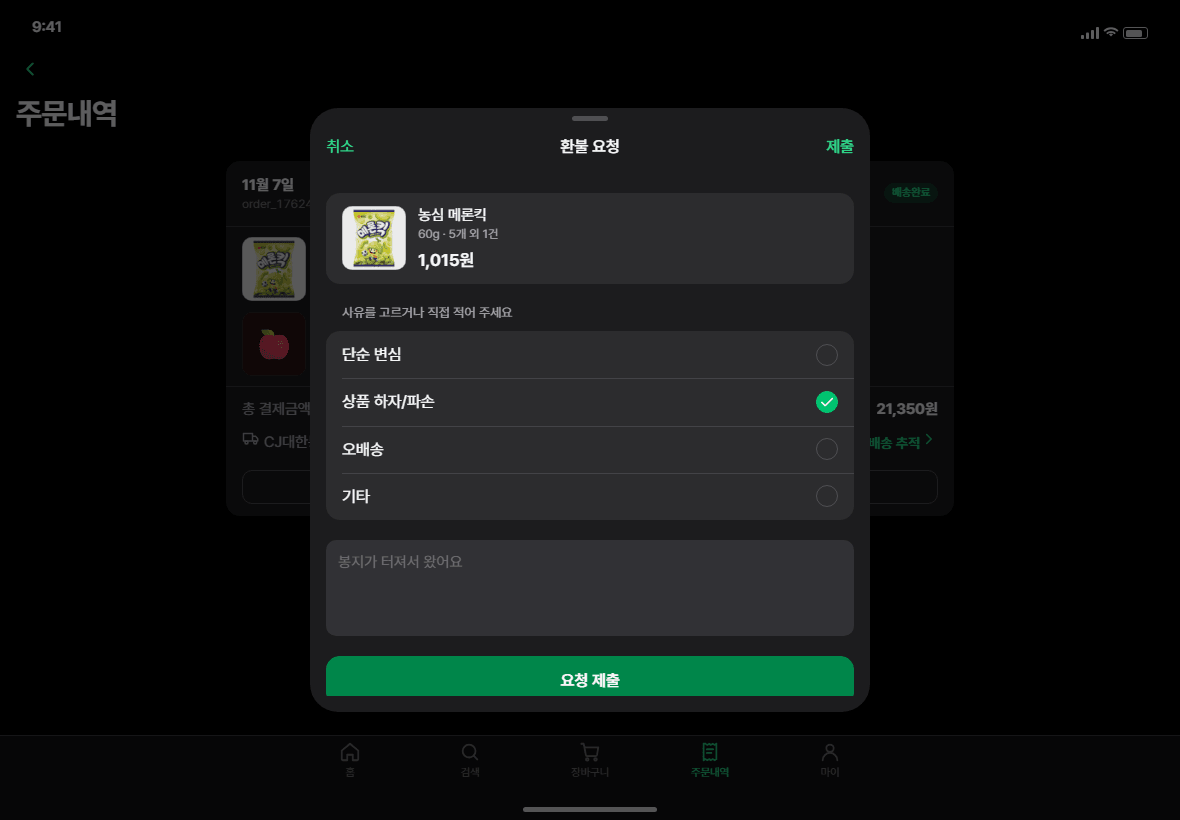 9:41
주문내역
취소
환불 요청
제출
11월 7일
order_17624
배송완료
메론킥
농심 메론킥
60g · 5개 외 1건
1,015원
사유를 고르거나 직접 적어 주세요
단순 변심
상품 하자/파손
오배송
기타
총 결제금액
21,350원
CJ대한
배송 추적
봉지가 터져서 왔어요
요청 제출
홈
검색
장바구니
주문내역
마이